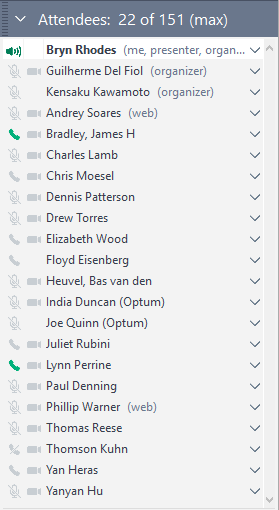 Attendees: 22 of 151 (max)
Bryn Rhodes (me, presenter, organ...
Guilherme Del Fiol (organizer)
Kensaku Kawamoto (organizer)
Andrey Soares (web)
Bradley, James H
Charles Lamb
Chris Moesel
Dennis Patterson
Drew Torres
Elizabeth Wood
Floyd Eisenberg
Heuvel, Bas van den
India Duncan (Optum)
Joe Quinn (Optum)
Juliet Rubini
Lynn Perrine
Paul Denning
Phillip Warner (web)
Thomas Reese
Thomson Kuhn
Yan Heras
Yanyan Hu